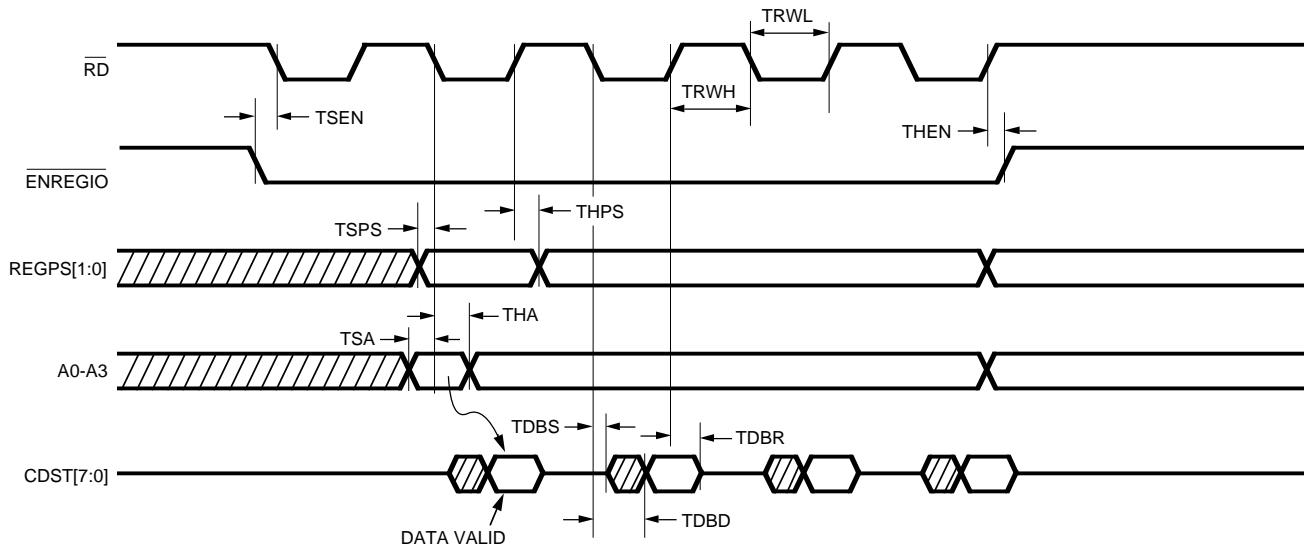 TRWL
RD
TRWH
TSEN
THEN
ENREGIO
THPS
TSPS
REGPS[1:0]
THA
TSA
A0-A3
TDBS
TDBR
CDST[7:0]
TDBD
DATA VALID